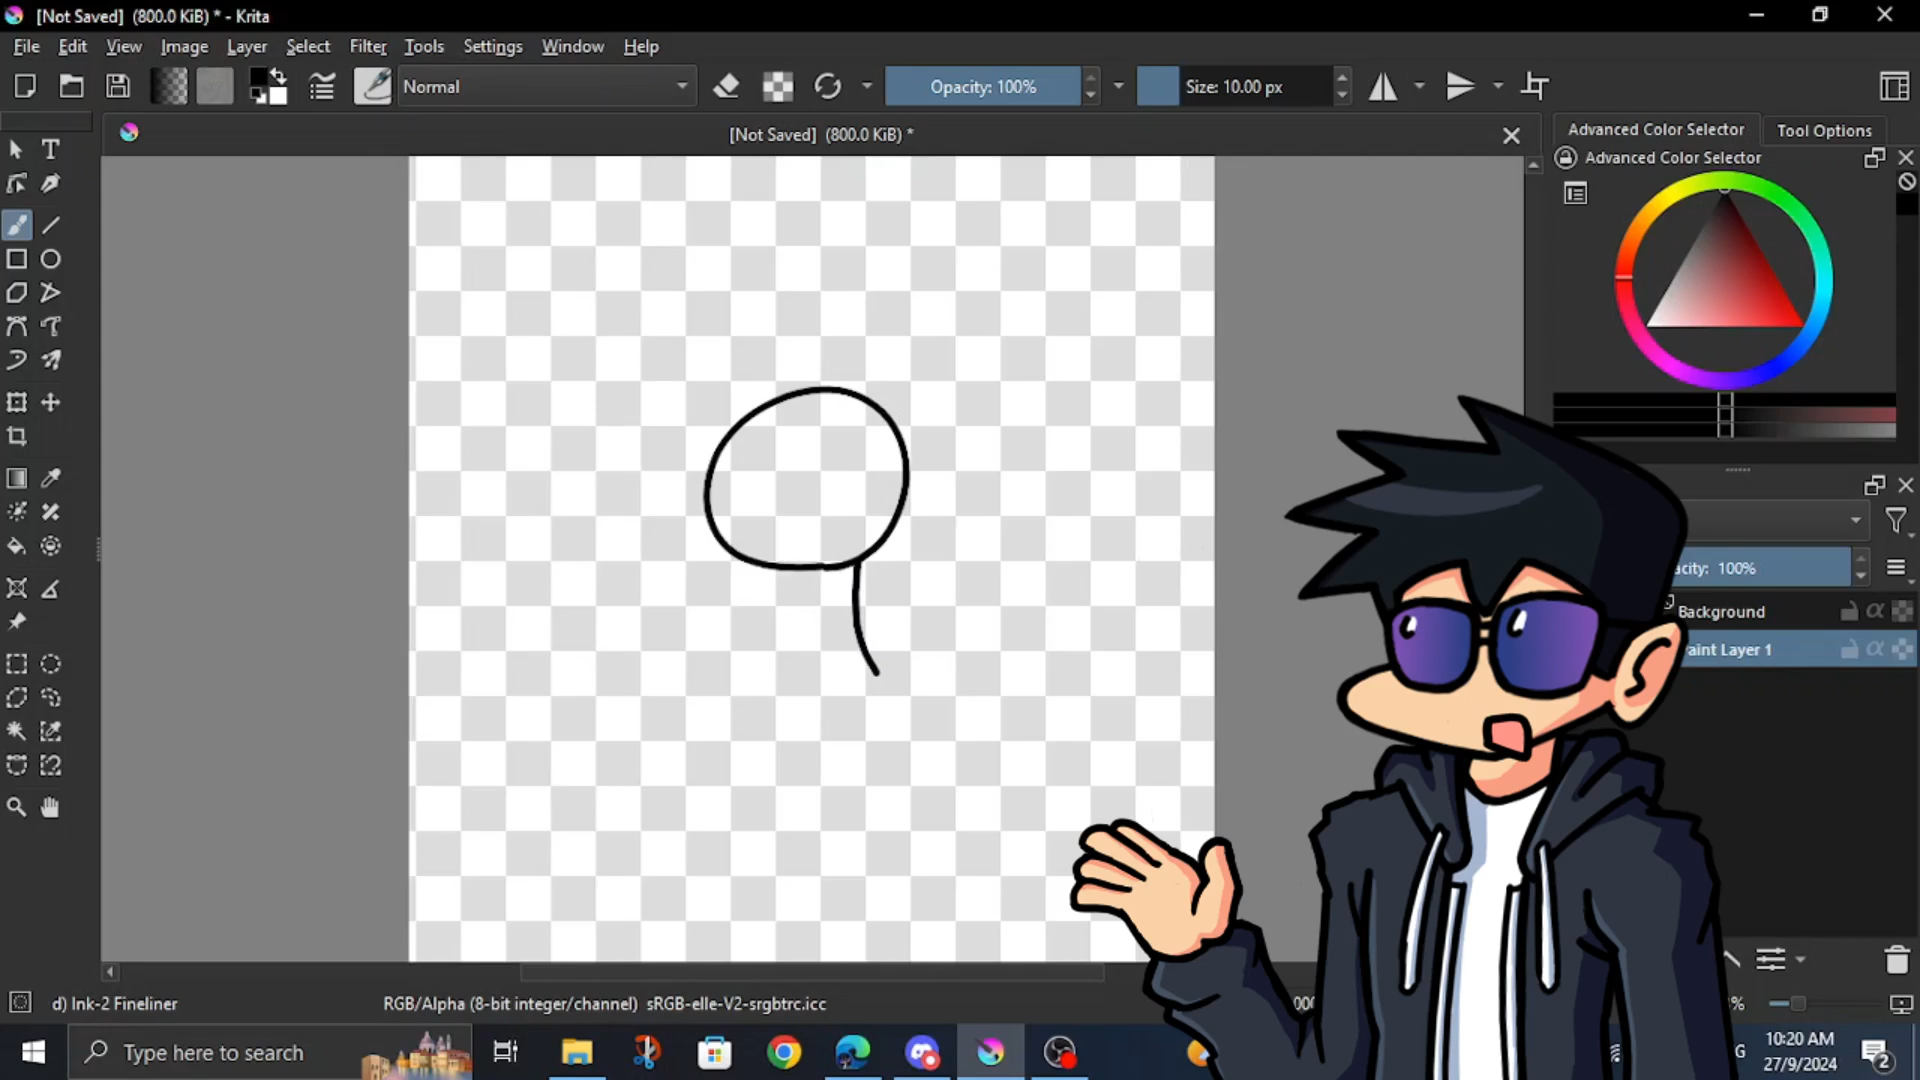 [Not Saved] (800.0 KiB) * - Krita
File Edit View Image Layer Select Filter Tools Settings Window Help
Normal
Opacity: 100%
Size: 10.00 px
[Not Saved] (800.0 KiB) *
Advanced Color Selector
Tool Options
Advanced Color Selector
acity: 100%
Background
aint Layer 1
d) Ink-2 Fineliner
RGB/Alpha (8-bit integer/channel) sRGB-elle-V2-srgbtrc.icc
%
Type here to search
G
10:20 AM
27/9/2024
2